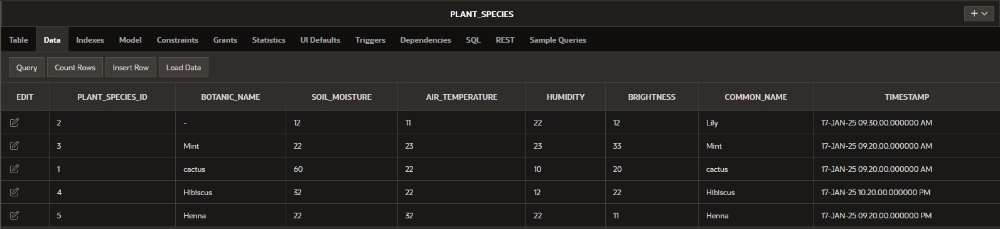 PLANT_SPECIES
Table Data Indexes Model Constraints Grants Statistics UI Defaults Triggers Dependencies SQL REST Sample Queries
Query Count Rows Insert Row Load Data
EDIT PLANT_SPECIES_ID BOTANIC_NAME SOIL_MOISTURE AIR_TEMPERATURE HUMIDITY BRIGHTNESS COMMON_NAME TIMESTAMP
2 - 12 11 22 12 Lily 17-JAN-25 09.30.00.000000 AM
3 Mint 22 23 23 33 Mint 17-JAN-25 09.20.00.000000 AM
1 cactus 60 22 10 20 cactus 17-JAN-25 09.20.00.000000 AM
4 Hibiscus 32 22 12 22 Hibiscus 17-JAN-25 10.20.00.000000 PM
5 Henna 22 32 22 11 Henna 17-JAN-25 09.20.00.000000 PM